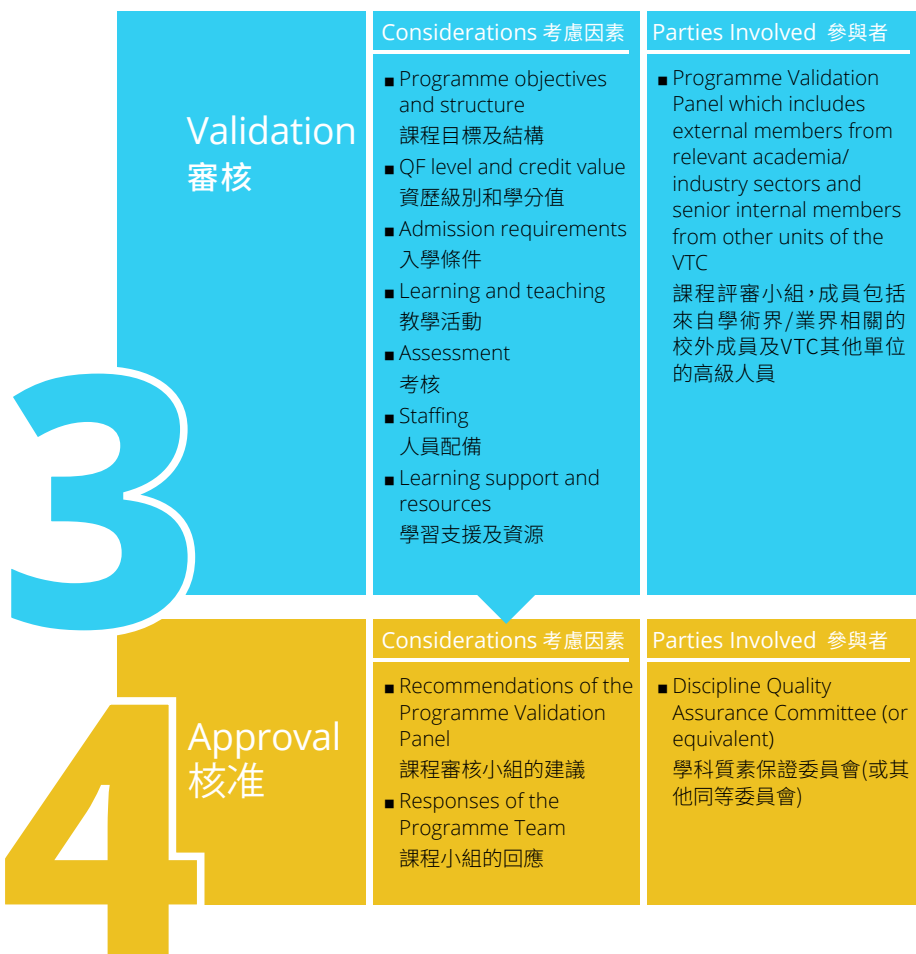 3
Validation
審核
Considerations 考慮因素
■ Programme objectives
and structure
課程目標及結構
■ QF level and credit value
資歷級別和學分值
■ Admission requirements
入學條件
■ Learning and teaching
教學活動
■ Assessment
考核
■ Staffing
人員配備
■ Learning support and
resources
學習支援及資源
Parties Involved 參與者
■ Programme Validation
Panel which includes
external members from
relevant academia/
industry sectors and
senior internal members
from other units of the
VTC
課程評審小組，成員包括
來自學術界/業界相關的
校外成員及VTC其他單位
的高級人員
4
Approval
核准
Considerations 考慮因素
■ Recommendations of the
Programme Validation
Panel
課程審核小組的建議
■ Responses of the
Programme Team
課程小組的回應
Parties Involved 參與者
■ Discipline Quality
Assurance Committee (or
equivalent)
學科質素保證委員會(或其
他同等委員會)